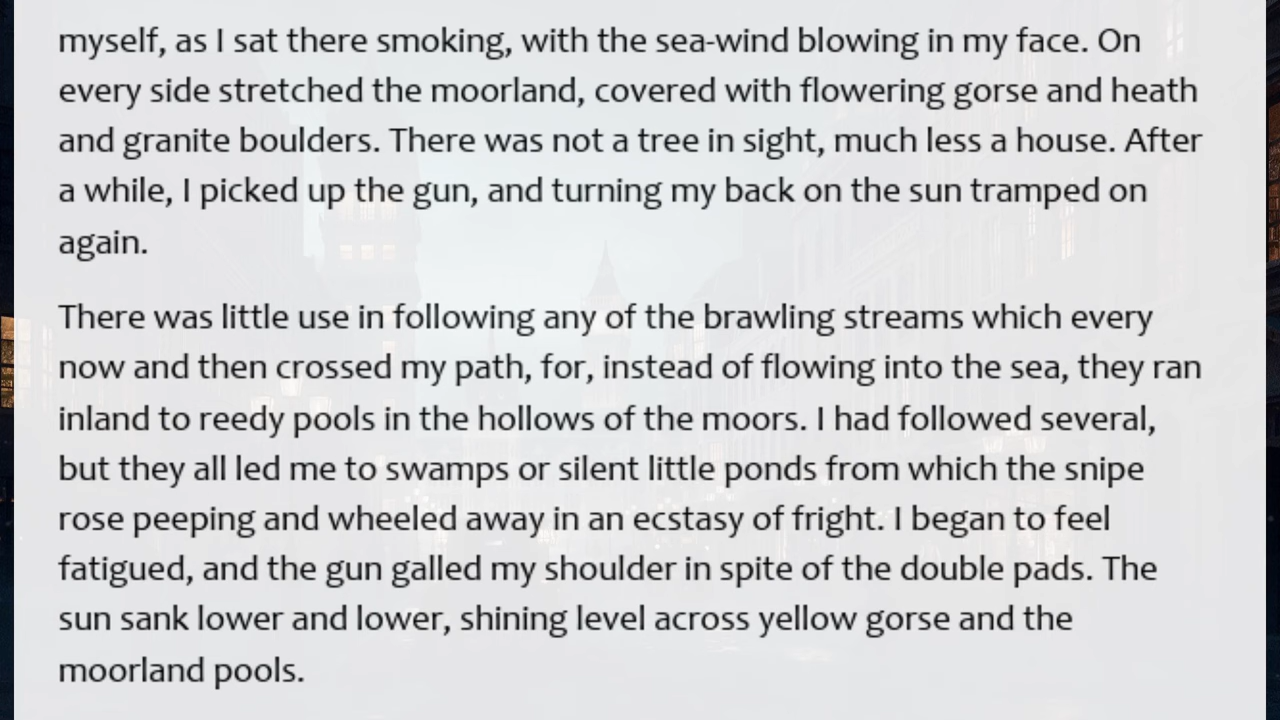 myself, as I sat there smoking, with the sea-wind blowing in my face. On
every side stretched the moorland, covered with flowering gorse and heath
and granite boulders. There was not a tree in sight, much less a house. After
a while, I picked up the gun, and turning my back on the sun tramped on
again.
There was little use in following any of the brawling streams which every
now and then crossed my path, for, instead of flowing into the sea, they ran
inland to reedy pools in the hollows of the moors. I had followed several,
but they all led me to swamps or silent little ponds from which the snipe
rose peeping and wheeled away in an ecstasy of fright. I began to feel
fatigued, and the gun galled my shoulder in spite of the double pads. The
sun sank lower and lower, shining level across yellow gorse and the
moorland pools.